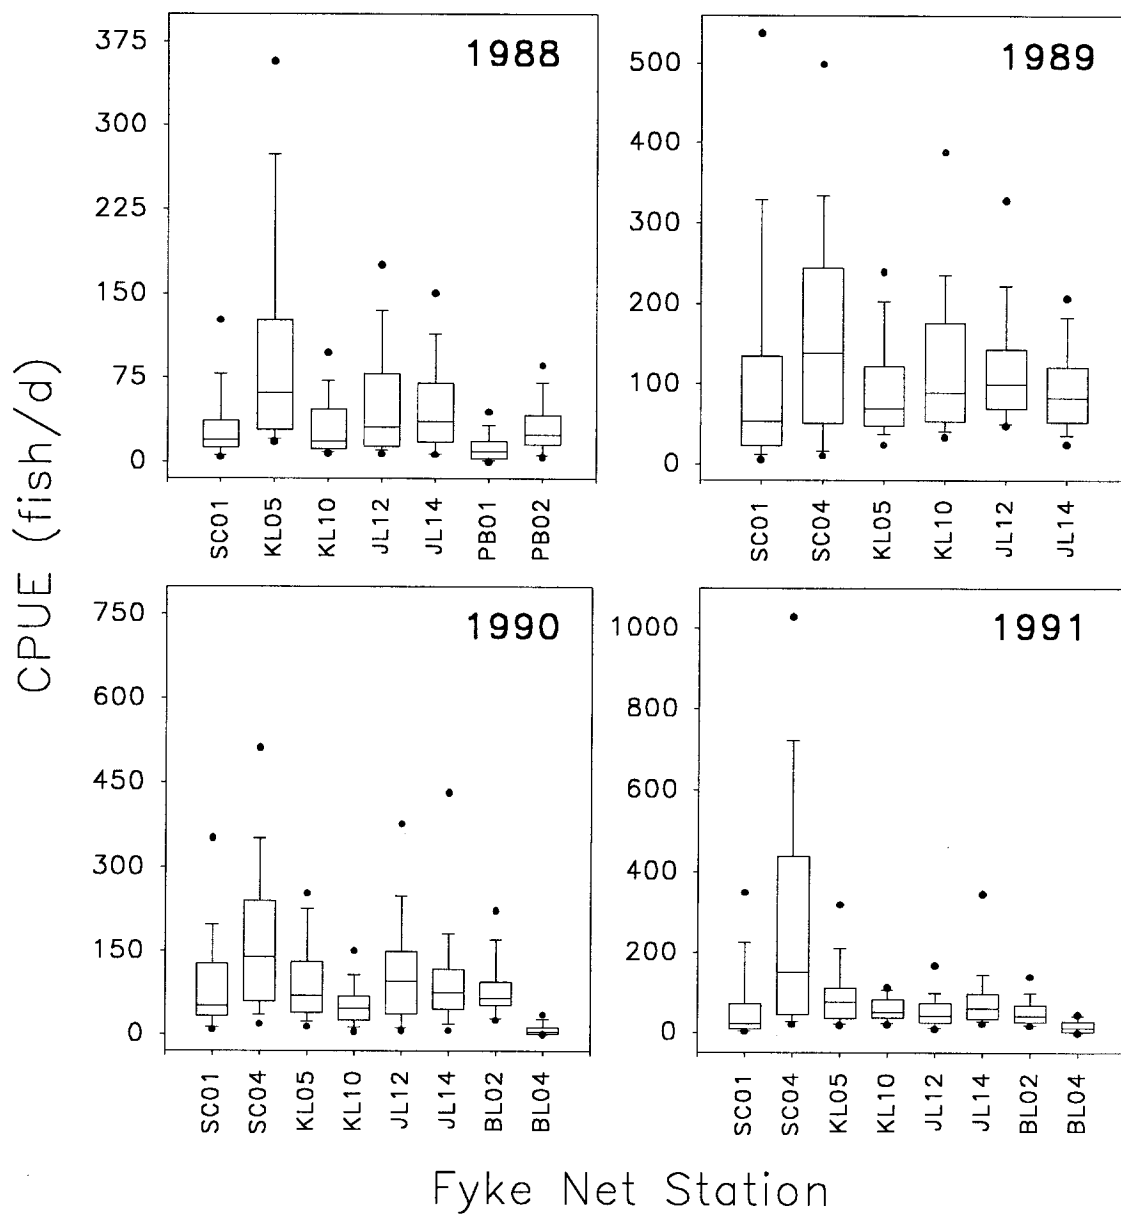 CPUE (fish/d)
1988
375
300
225
150
75
0
SC01
KL05
KL10
JL12
JL14
PB01
PB02
1989
500
400
300
200
100
0
SC01
SC04
KL05
KL10
JL12
JL14
1990
750
600
450
300
150
0
SC01
SC04
KL05
KL10
JL12
JL14
BL02
BL04
1991
1000
800
600
400
200
0
SC01
SC04
KL05
KL10
JL12
JL14
BL02
BL04
Fyke Net Station